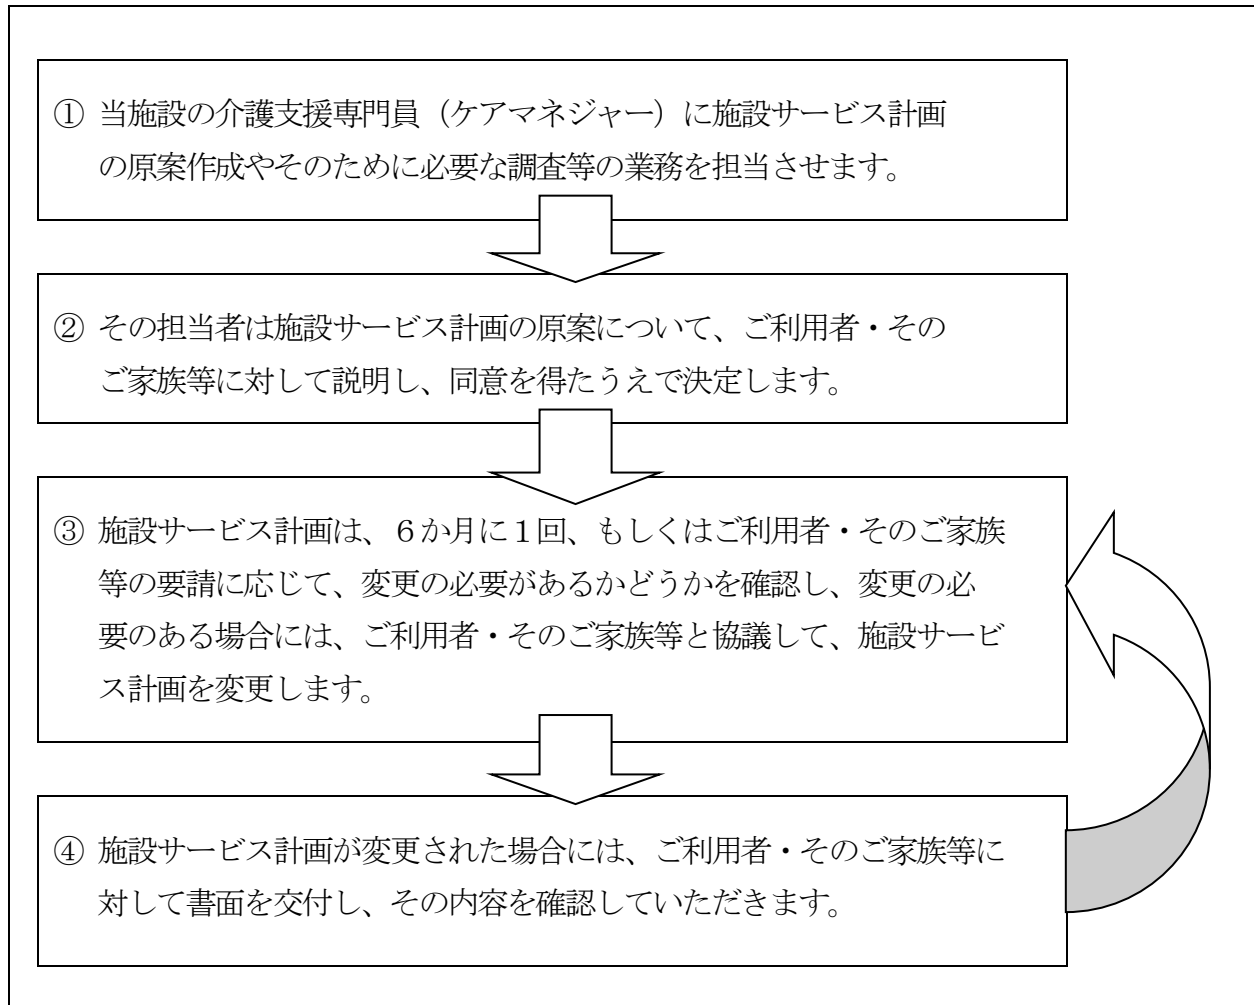 ① 当施設の介護支援専門員（ケアマネジャー）に施設サービス計画
の原案作成やそのために必要な調査等の業務を担当させます。
② その担当者は施設サービス計画の原案について、ご利用者・その
ご家族等に対して説明し、同意を得たうえで決定します。
③ 施設サービス計画は、６か月に１回、もしくはご利用者・そのご家族
等の要請に応じて、変更の必要があるかどうかを確認し、変更の必
要のある場合には、ご利用者・そのご家族等と協議して、施設サービ
ス計画を変更します。
④ 施設サービス計画が変更された場合には、ご利用者・そのご家族等に
対して書面を交付し、その内容を確認していただきます。